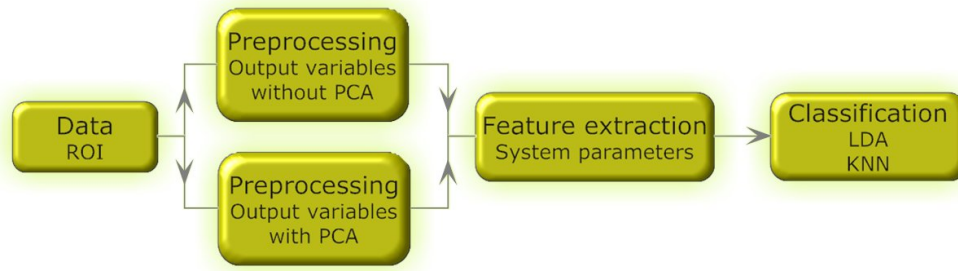 Data
ROI
Preprocessing
Output variables
without PCA
Preprocessing
Output variables
with PCA
Feature extraction
System parameters
Classification
LDA
KNN